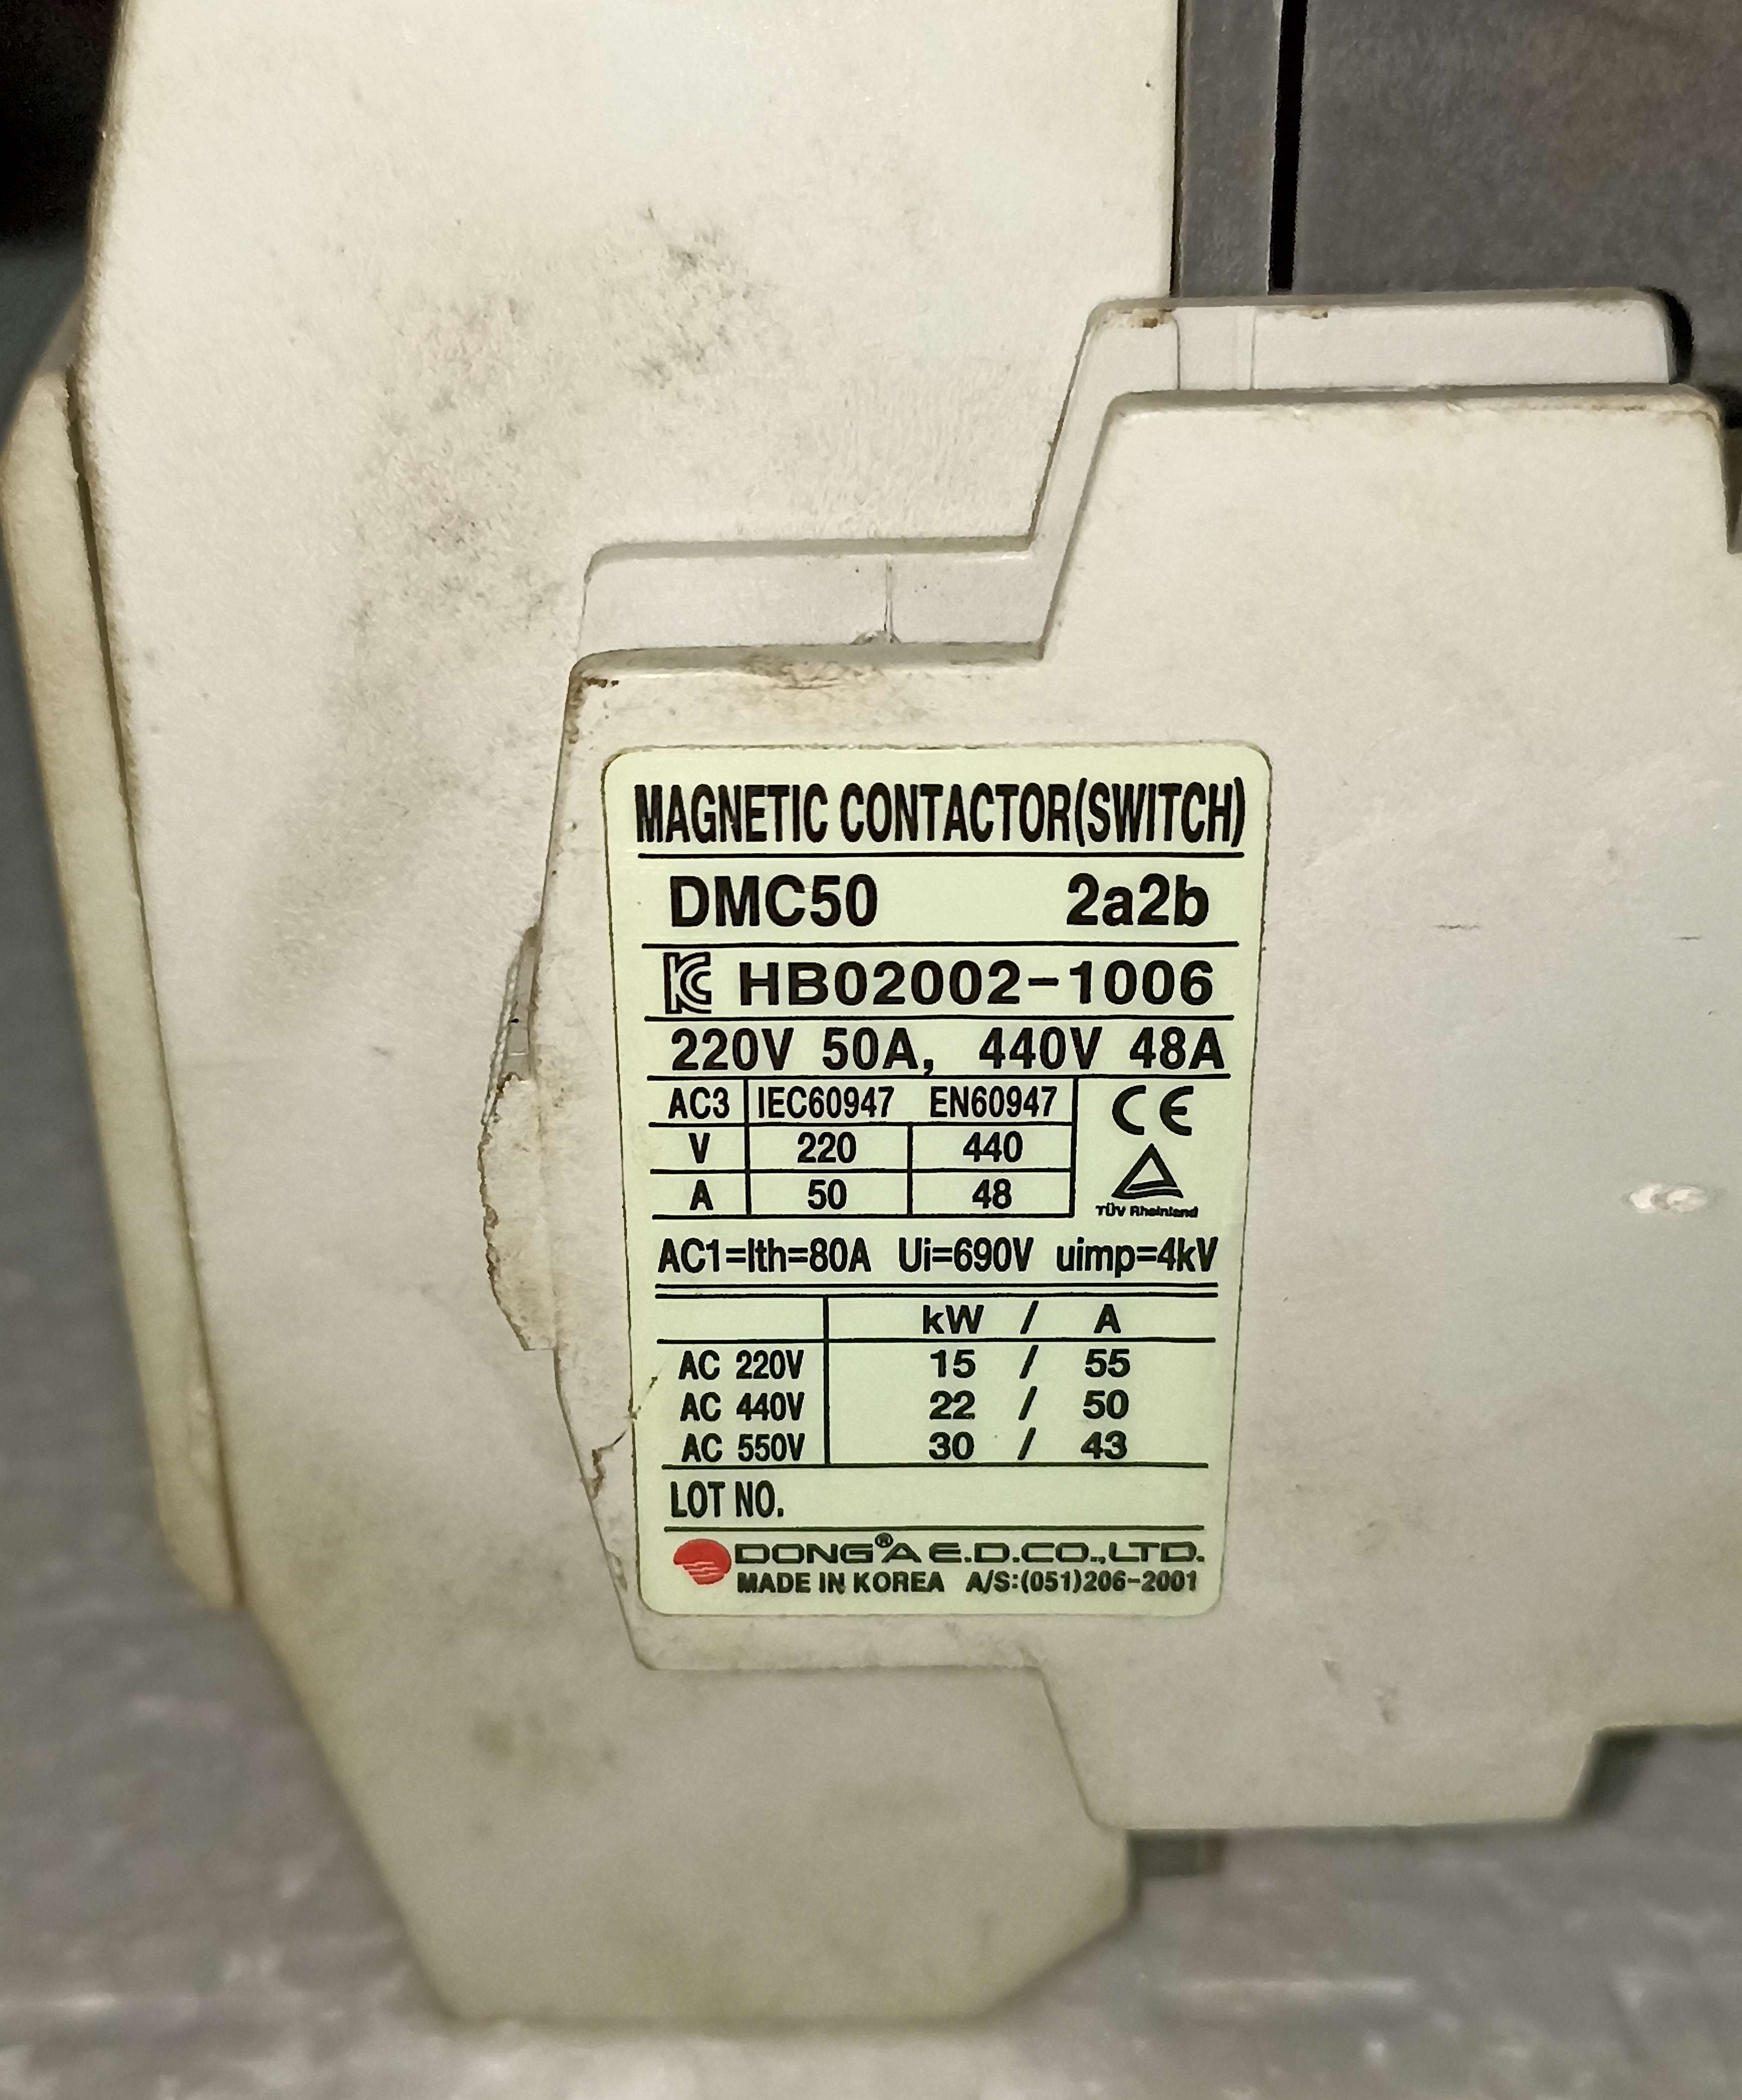 MAGNETIC CONTACTOR(SWITCH)
DMC50 2a2b
KC HB02002-1006
220V 50A, 440V 48A
AC3 IEC60947 EN60947 CE
V 220 440
A 50 48 TÜV Rheinland
AC1=Ith=80A Ui=690V uimp=4kV
kW / A
AC 220V 15 / 55
AC 440V 22 / 50
AC 550V 30 / 43
LOT NO.
DONG®A E.D.CO.,LTD.
MADE IN KOREA A/S:(051)206-2001